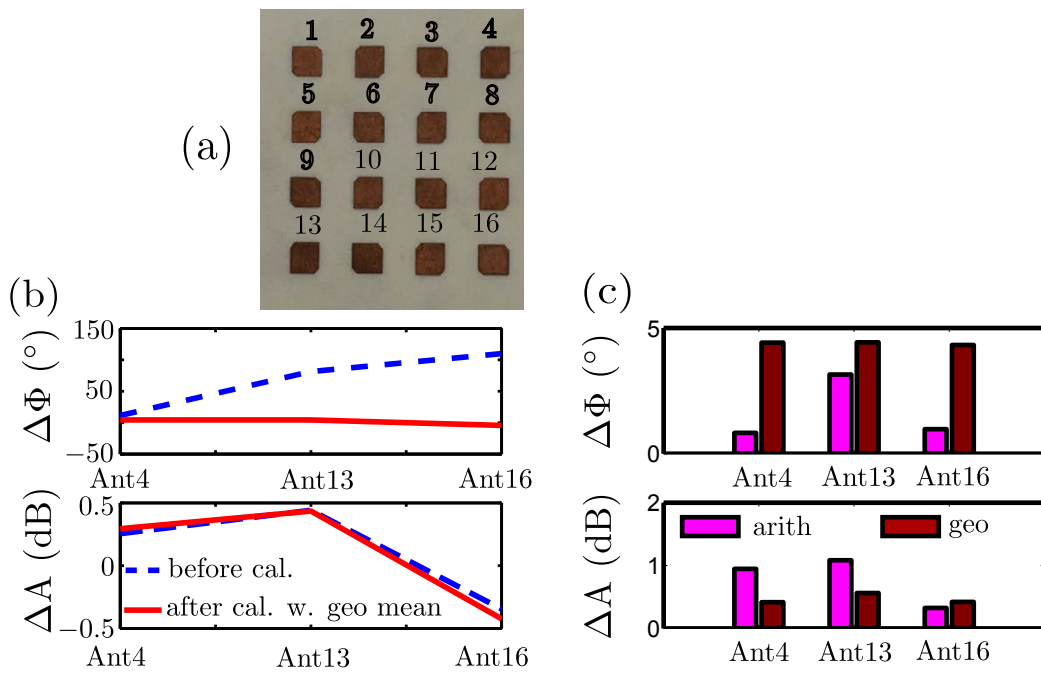 1 2 3 4
5 6 7 8
(a)
9 10 11 12
13 14 15 16
(b)
150
50
−50
ΔΦ (°)
Ant4 Ant13 Ant16
0.5
0
−0.5
ΔA (dB)
before cal.
after cal. w. geo mean
Ant4 Ant13 Ant16
(c)
5
0
ΔΦ (°)
Ant4 Ant13 Ant16
2
1
0
ΔA (dB)
arith geo
Ant4 Ant13 Ant16